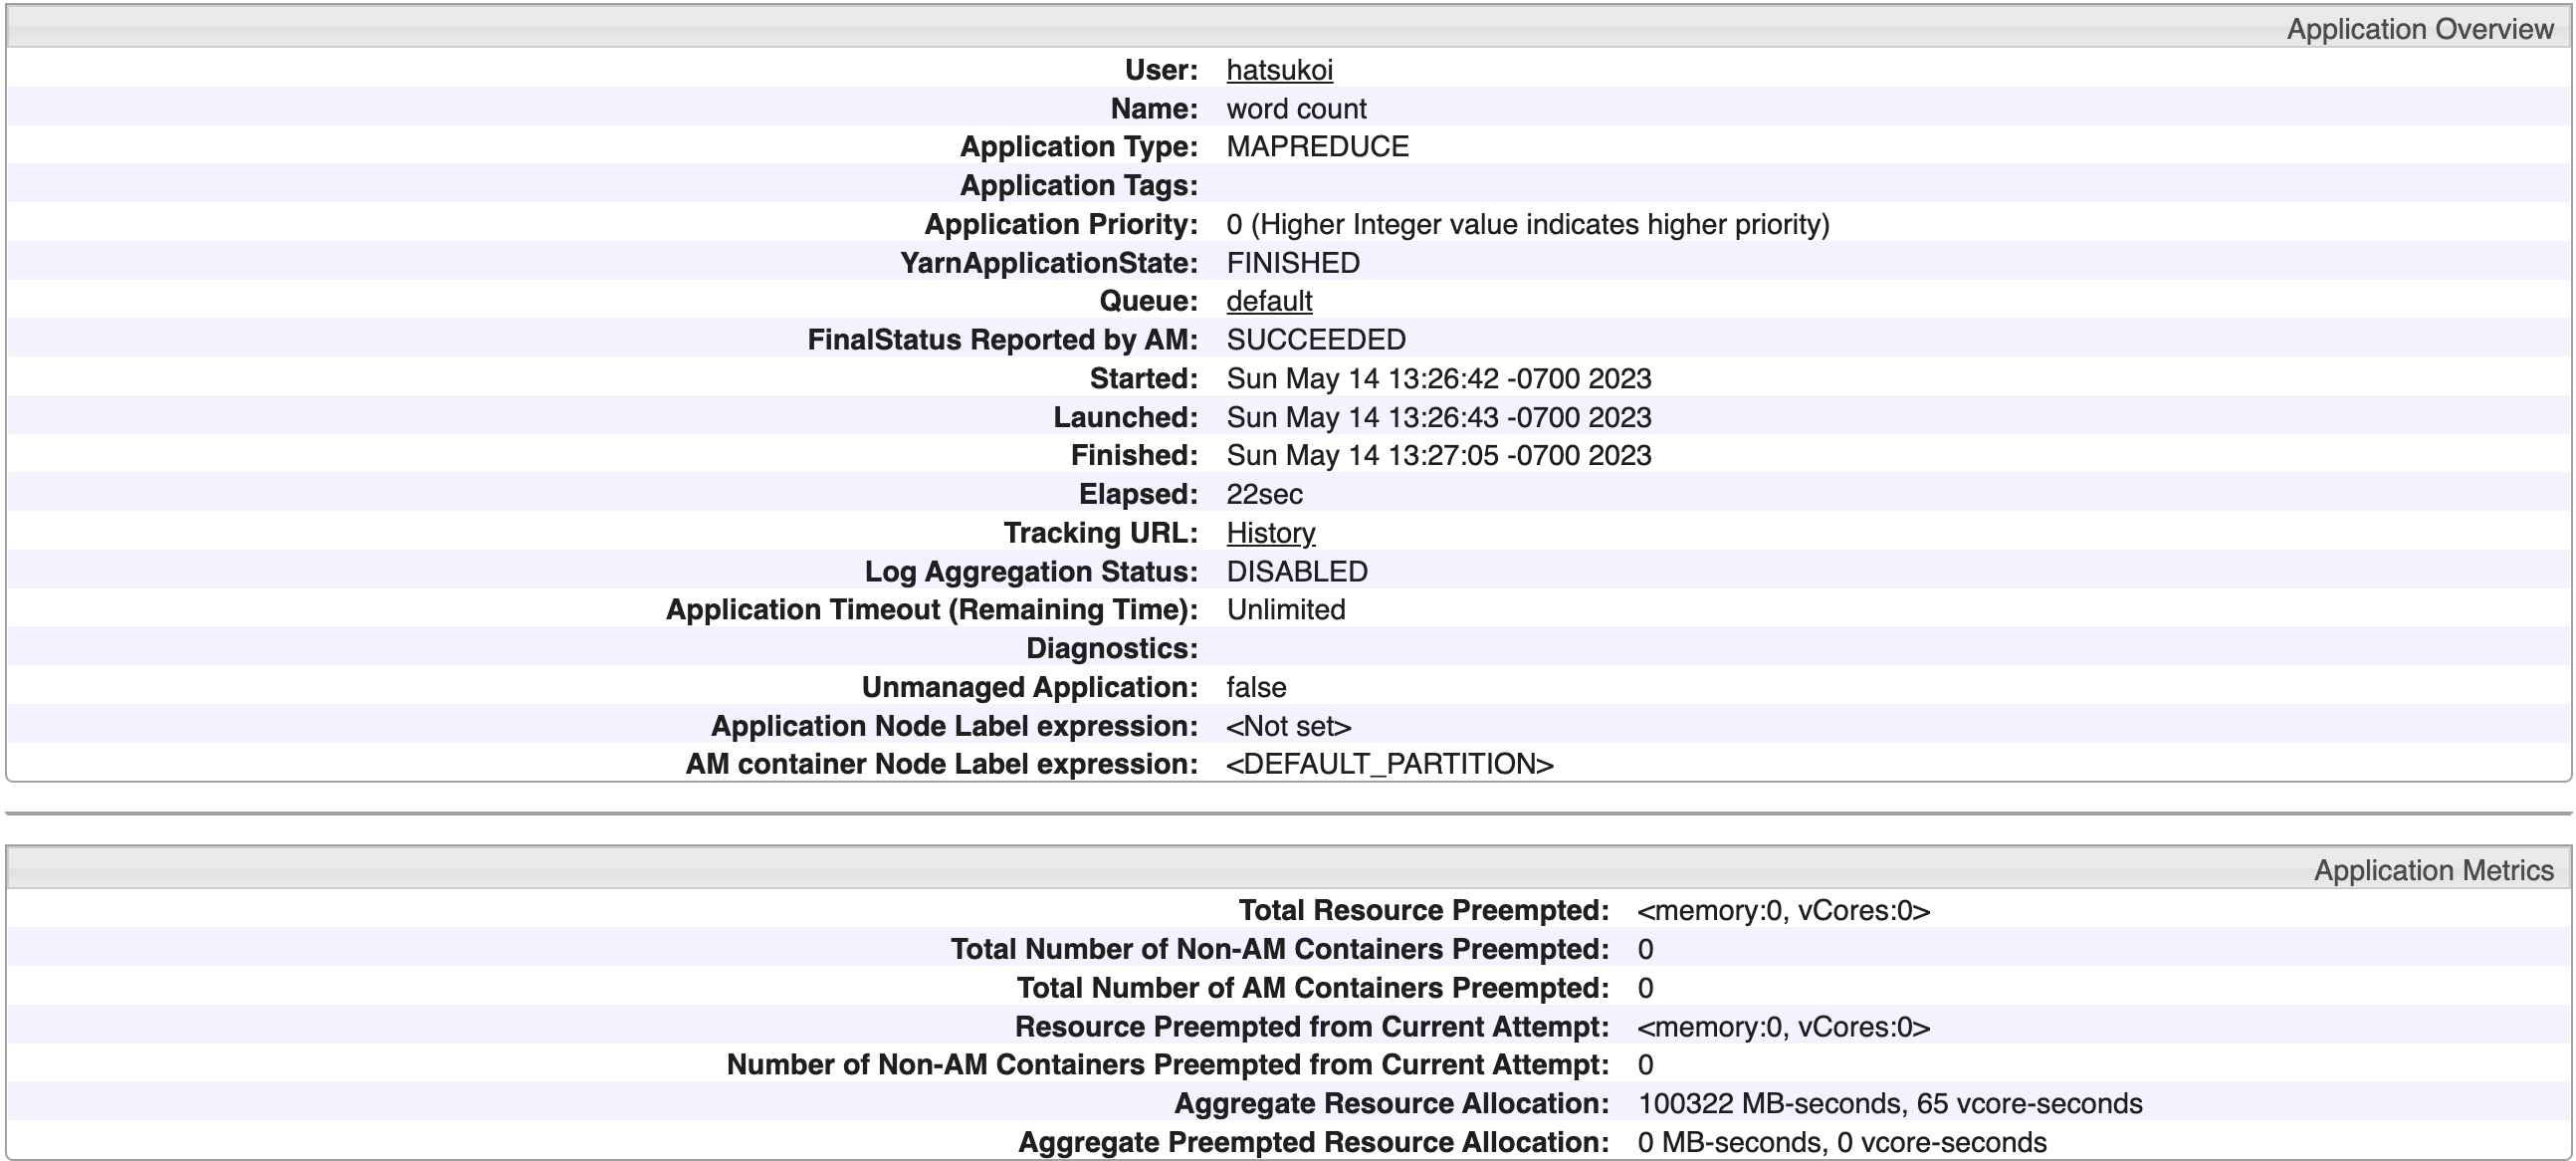 Application Overview
User: hatsukoi
Name: word count
Application Type: MAPREDUCE
Application Tags:
Application Priority: 0 (Higher Integer value indicates higher priority)
YarnApplicationState: FINISHED
Queue: default
FinalStatus Reported by AM: SUCCEEDED
Started: Sun May 14 13:26:42 -0700 2023
Launched: Sun May 14 13:26:43 -0700 2023
Finished: Sun May 14 13:27:05 -0700 2023
Elapsed: 22sec
Tracking URL: History
Log Aggregation Status: DISABLED
Application Timeout (Remaining Time): Unlimited
Diagnostics:
Unmanaged Application: false
Application Node Label expression: <Not set>
AM container Node Label expression: <DEFAULT_PARTITION>
Application Metrics
Total Resource Preempted: <memory:0, vCores:0>
Total Number of Non-AM Containers Preempted: 0
Total Number of AM Containers Preempted: 0
Resource Preempted from Current Attempt: <memory:0, vCores:0>
Number of Non-AM Containers Preempted from Current Attempt: 0
Aggregate Resource Allocation: 100322 MB-seconds, 65 vcore-seconds
Aggregate Preempted Resource Allocation: 0 MB-seconds, 0 vcore-seconds